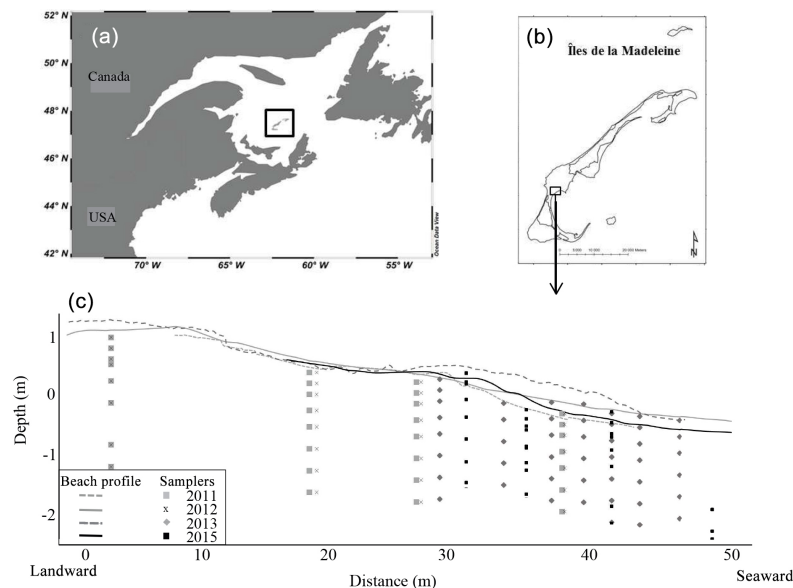 (a)
52° N
50° N
48° N
46° N
44° N
42° N
Canada
USA
70° W
65° W
60° W
55° W
Ocean Data View
(b)
Îles de la Madeleine
N
(c)
Depth (m)
1
0
-1
-2
Beach profile
Samplers
2011
2012
2013
2015
0
10
20
30
40
50
Landward
Distance (m)
Seaward